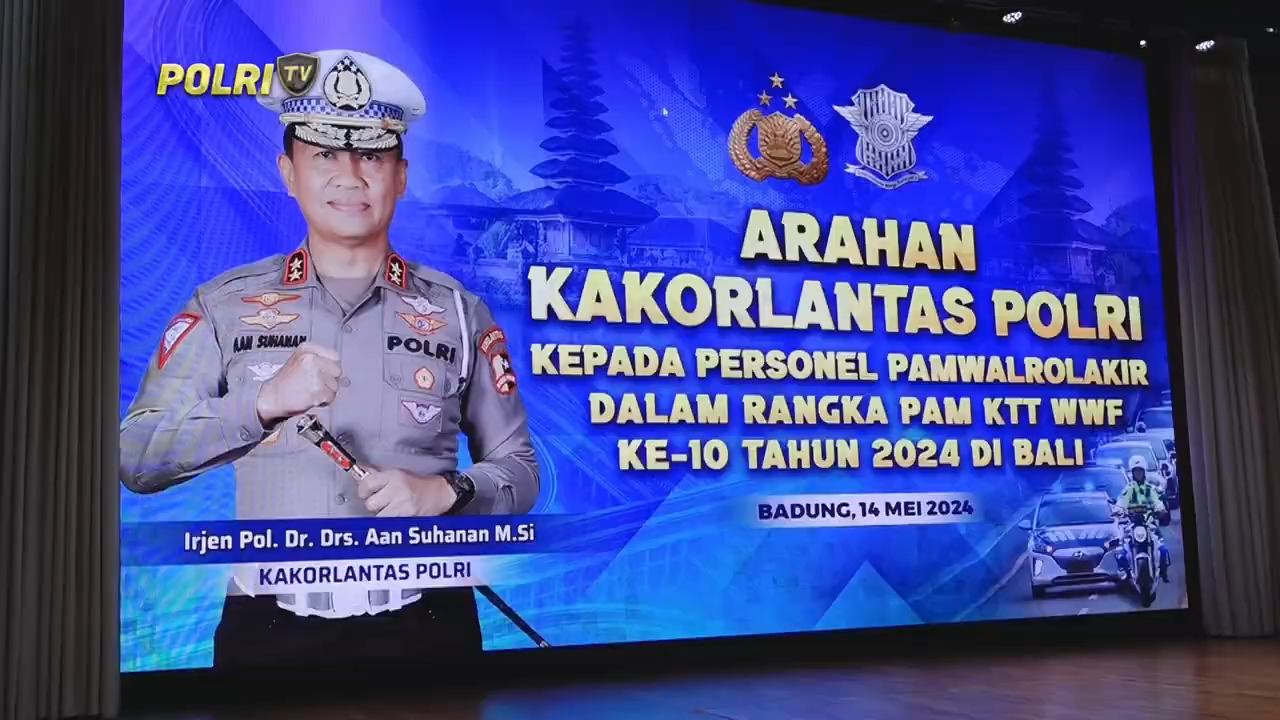 POLRI TV
ARAHAN
KAKORLANTAS POLRI
KEPADA PERSONEL PAMWALROLAKIR
DALAM RANGKA PAM KTT WWF
KE-10 TAHUN 2024 DI BALI
BADUNG, 14 MEI 2024
AAN SUHANAN
POLRI
Irjen Pol. Dr. Drs. Aan Suhanan M.Si
KAKORLANTAS POLRI